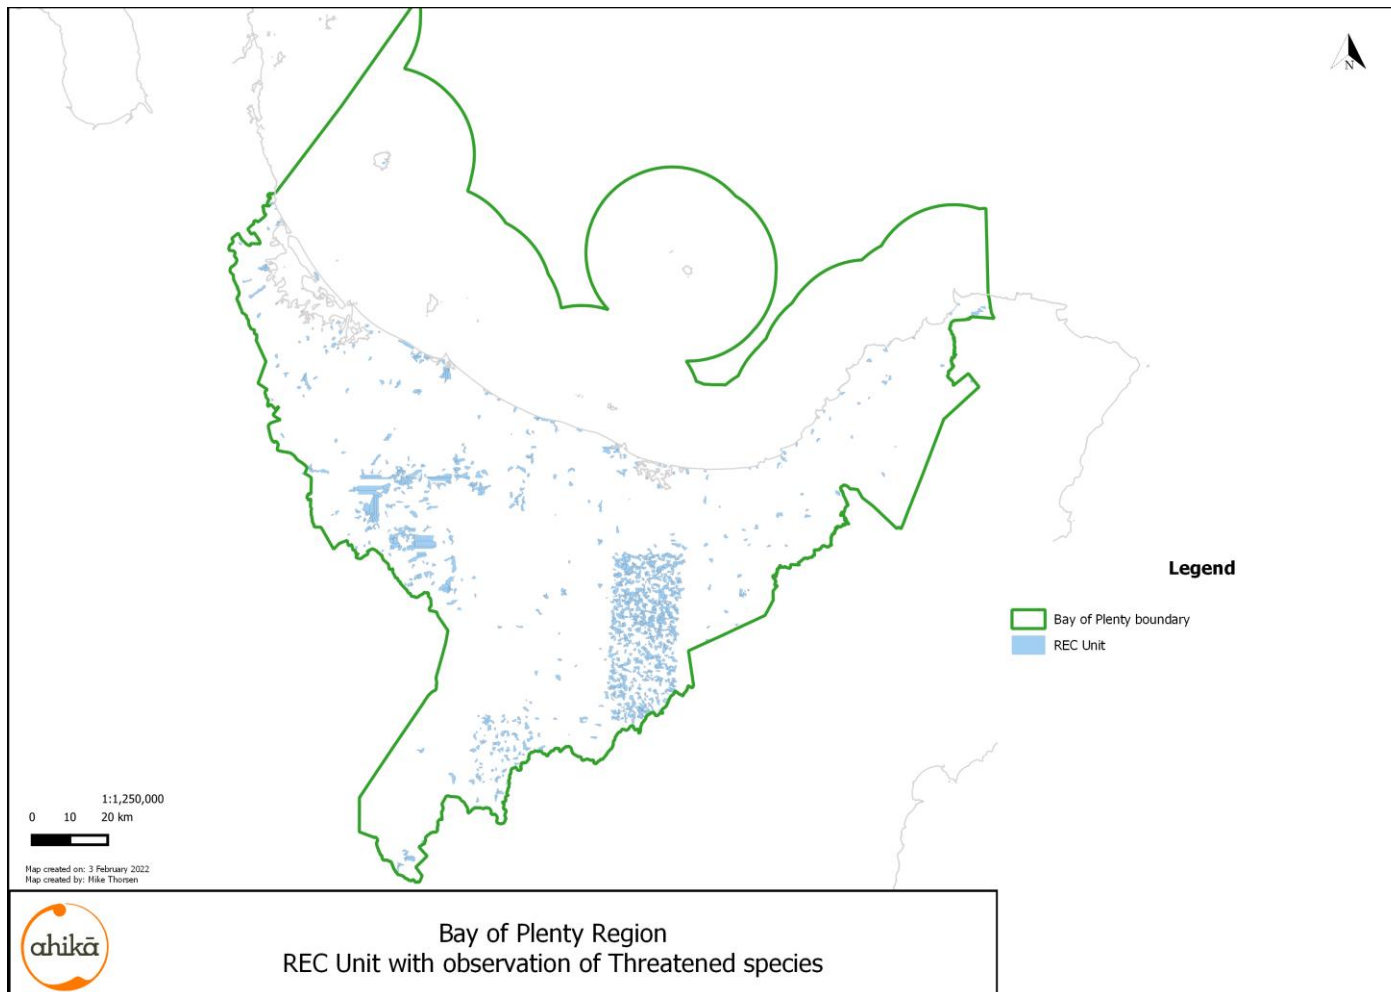 N
Legend
Bay of Plenty boundary
REC Unit
1:1,250,000
0 10 20 km
Map created on: 3 February 2022
Map created by: Mike Thorsen
ahikā
Bay of Plenty Region
REC Unit with observation of Threatened species